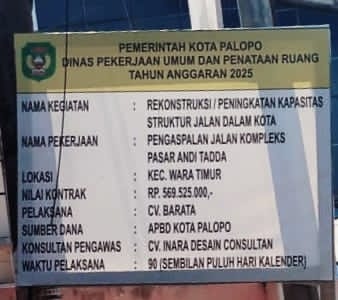 PEMERINTAH KOTA PALOPO
DINAS PEKERJAAN UMUM DAN PENATAAN RUANG
TAHUN ANGGARAN 2025
NAMA KEGIATAN : REKONSTRUKSI / PENINGKATAN KAPASITAS
STRUKTUR JALAN DALAM KOTA
NAMA PEKERJAAN : PENGASPALAN JALAN KOMPLEKS
PASAR ANDI TADDA
LOKASI : KEC. WARA TIMUR
NILAI KONTRAK : RP. 569.525.000,-
PELAKSANA : CV. BARATA
SUMBER DANA : APBD KOTA PALOPO
KONSULTAN PENGAWAS : CV. INARA DESAIN CONSULTAN
WAKTU PELAKSANA : 90 (SEMBILAN PULUH HARI KALENDER)